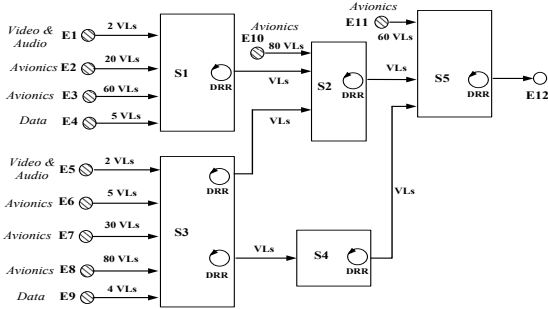 Video & Audio E1 2 VLs
Avionics E2 20 VLs
Avionics E3 60 VLs
Data E4 5 VLs
S1
DRR
VLs
Avionics
E10 80 VLs
S2
DRR
VLs
VLs
Avionics
E11
60 VLs
S5
DRR
E12
Video & Audio E5 2 VLs
Avionics E6 5 VLs
Avionics E7 30 VLs
Avionics E8 80 VLs
Data E9 4 VLs
S3
DRR
DRR
VLs
S4
DRR
VLs